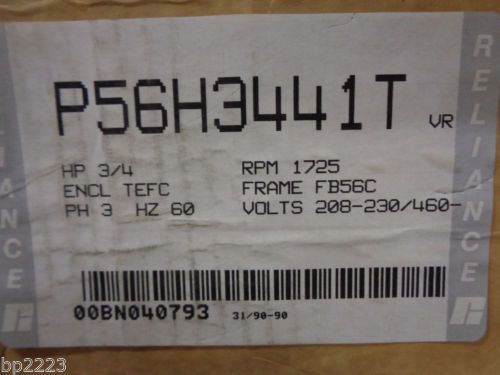 P56H3441T VR
HP 3/4 RPM 1725
ENCL TEFC FRAME FB56C
PH 3 HZ 60 VOLTS 208-230/460-
00BN040793 31/90-90
RELIANCE
ANCE
bp2223